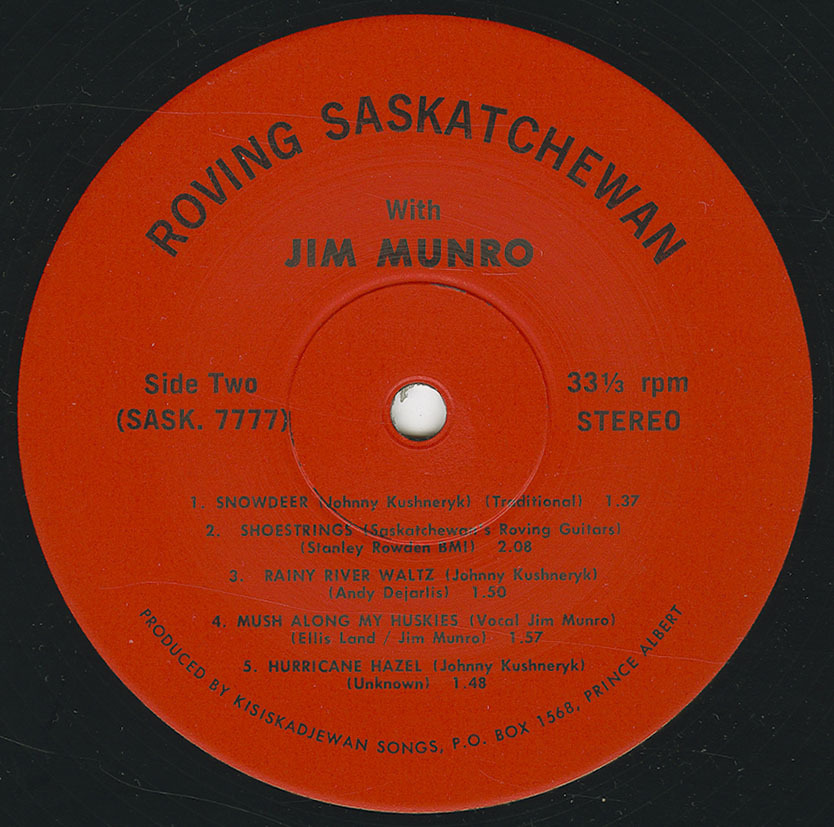 ROVING SASKATCHEWAN
With
JIM MUNRO
Side Two
(SASK. 7777)
33 1/3 rpm
STEREO
1. SNOWDEER (Johnny Kushneryk) (Traditional) 1.37
2. SHOESTRINGS (Saskatchewan's Roving Guitars)
(Stanley Rowden BMI) 2.08
3. RAINY RIVER WALTZ (Johnny Kushneryk)
(Andy Dejarlis) 1.50
4. MUSH ALONG MY HUSKIES (Vocal Jim Munro)
(Ellis Land / Jim Munro) 1.57
5. HURRICANE HAZEL (Johnny Kushneryk)
(Unknown) 1.48
PRODUCED BY KISISKADJEWAN SONGS, P.O. BOX 1568, PRINCE ALBERT